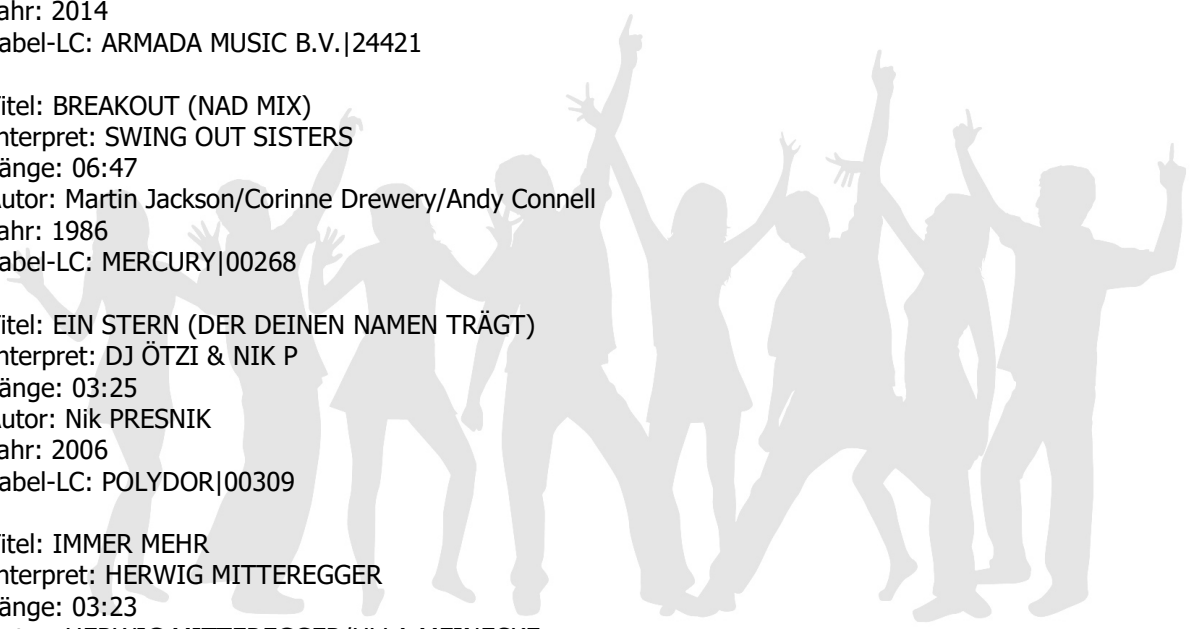 ahr: 2014
abel-LC: ARMADA MUSIC B.V.|24421
itel: BREAKOUT (NAD MIX)
nterpret: SWING OUT SISTERS
änge: 06:47
utor: Martin Jackson/Corinne Drewery/Andy Connell
ahr: 1986
abel-LC: MERCURY|00268
itel: EIN STERN (DER DEINEN NAMEN TRÄGT)
nterpret: DJ ÖTZI & NIK P
änge: 03:25
utor: Nik PRESNIK
ahr: 2006
abel-LC: POLYDOR|00309
itel: IMMER MEHR
nterpret: HERWIG MITTEREGGER
änge: 03:23